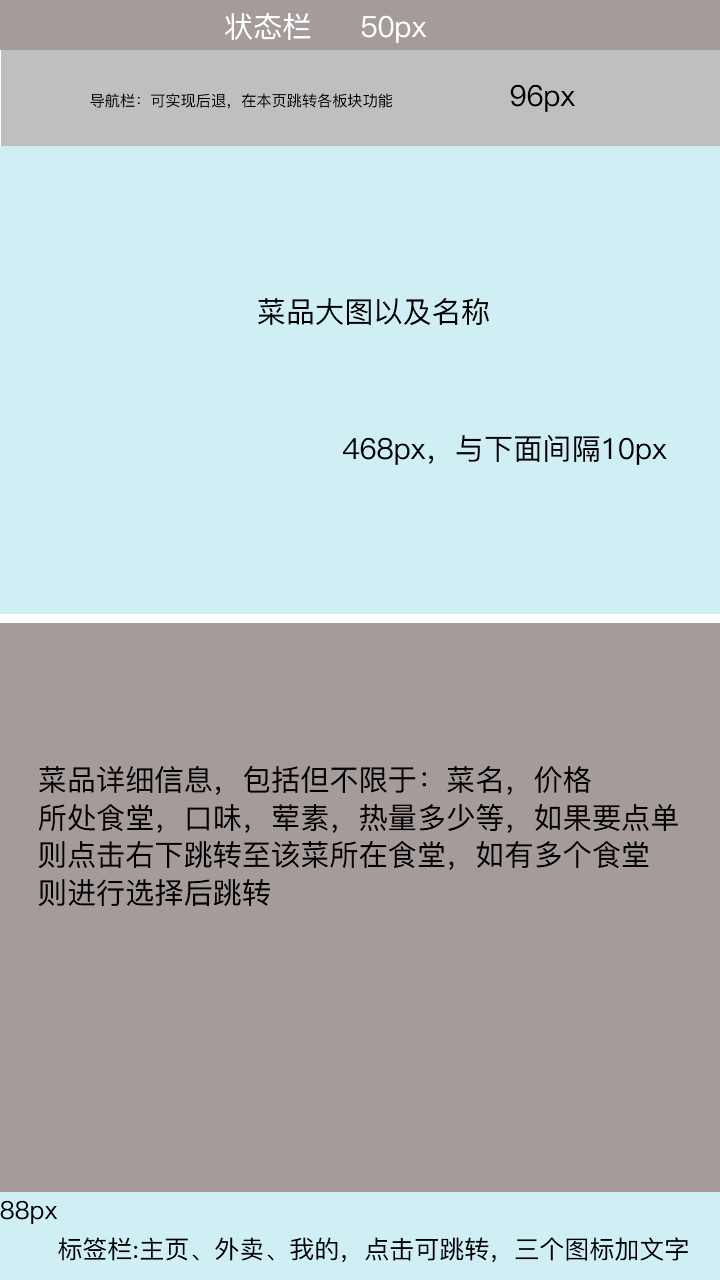 状态栏 50px
导航栏：可实现后退，在本页跳转各板块功能 96px
菜品大图以及名称
468px，与下面间隔10px
菜品详细信息，包括但不限于：菜名，价格
所处食堂，口味，荤素，热量多少等，如果要点单
则点击右下跳转至该菜所在食堂，如有多个食堂
则进行选择后跳转
88px
标签栏:主页、外卖、我的，点击可跳转，三个图标加文字